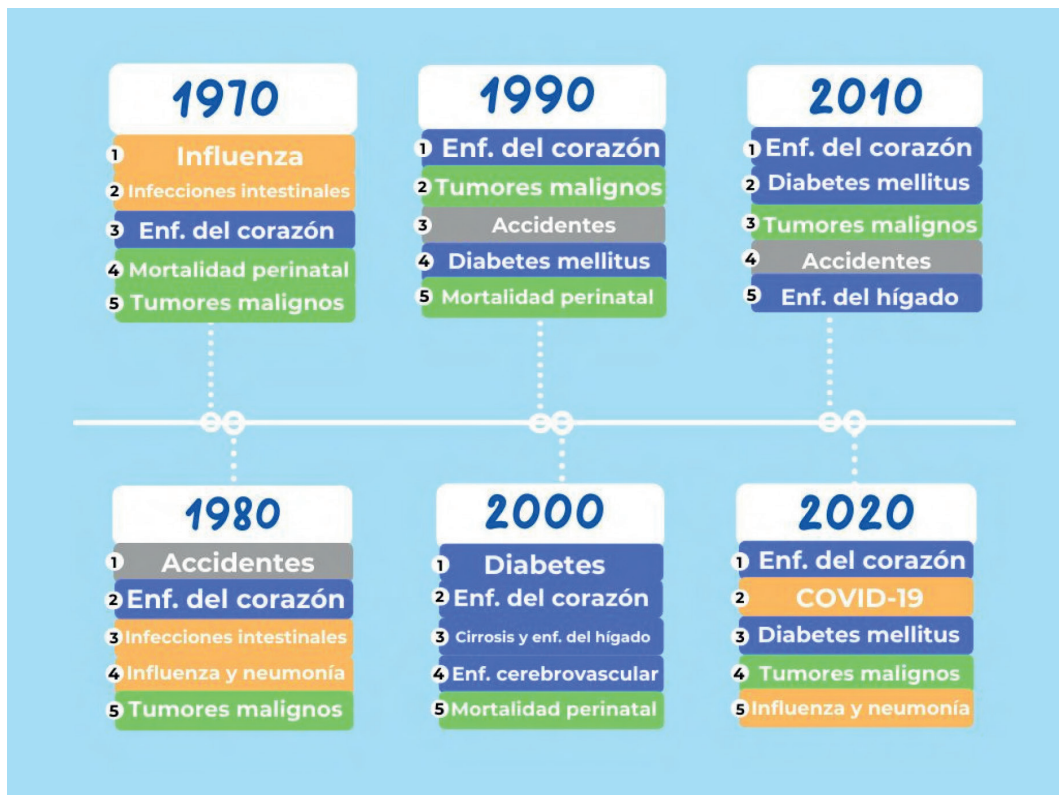 1970
1 Influenza
2 Infecciones intestinales
3 Enf. del corazón
4 Mortalidad perinatal
5 Tumores malignos
1990
1 Enf. del corazón
2 Tumores malignos
3 Accidentes
4 Diabetes mellitus
5 Mortalidad perinatal
2010
1 Enf. del corazón
2 Diabetes mellitus
3 Tumores malignos
4 Accidentes
5 Enf. del hígado
1980
1 Accidentes
2 Enf. del corazón
3 Infecciones intestinales
4 Influenza y neumonía
5 Tumores malignos
2000
1 Diabetes
2 Enf. del corazón
3 Cirrosis y enf. del hígado
4 Enf. cerebrovascular
5 Mortalidad perinatal
2020
1 Enf. del corazón
2 COVID-19
3 Diabetes mellitus
4 Tumores malignos
5 Influenza y neumonía